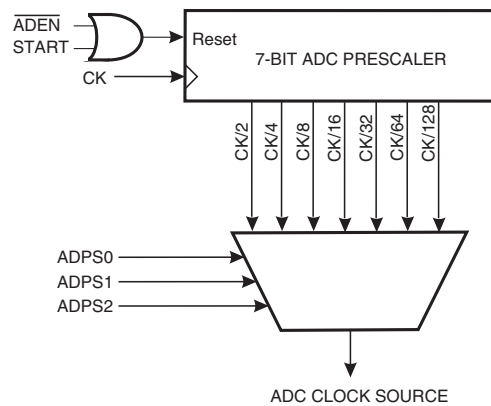 ADEN
START
Reset
7-BIT ADC PRESCALER
CK
CK/2
CK/4
CK/8
CK/16
CK/32
CK/64
CK/128
ADPS0
ADPS1
ADPS2
ADC CLOCK SOURCE